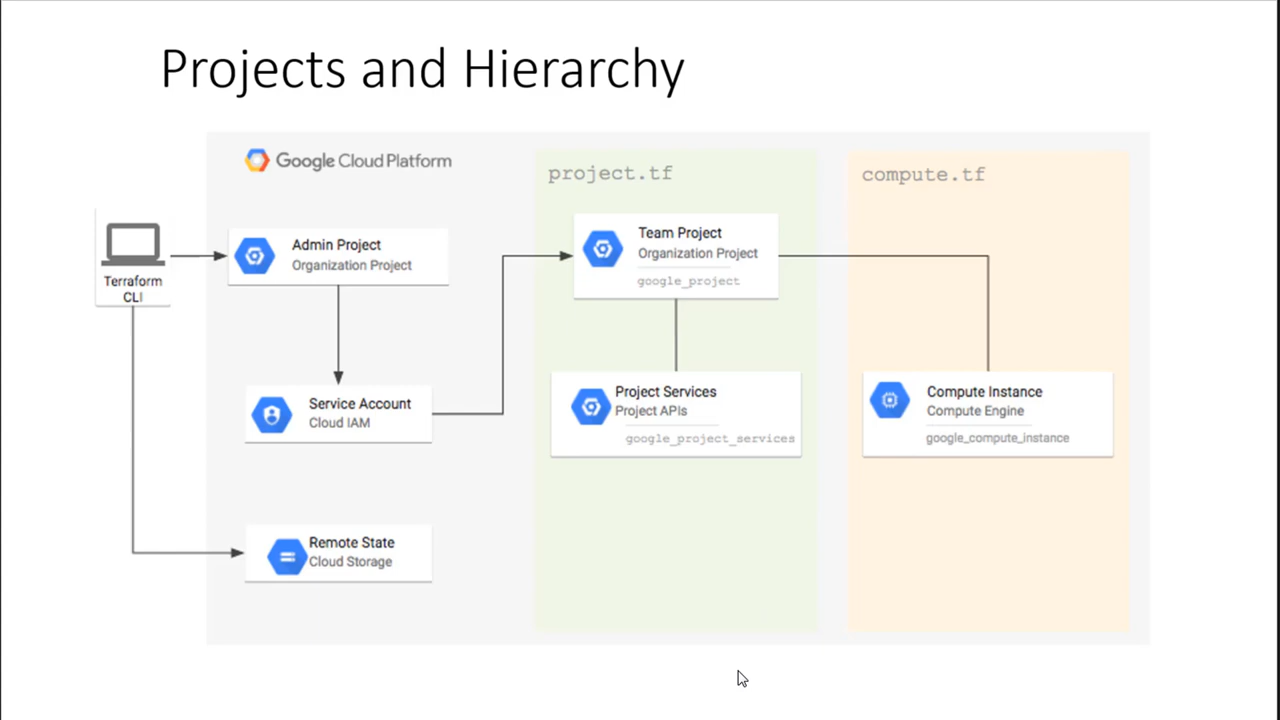 Projects and Hierarchy
Google Cloud Platform
project.tf
compute.tf
Terraform
CLI
Admin Project
Organization Project
Team Project
Organization Project
google_project
Service Account
Cloud IAM
Project Services
Project APIs
google_project_services
Compute Instance
Compute Engine
google_compute_instance
Remote State
Cloud Storage